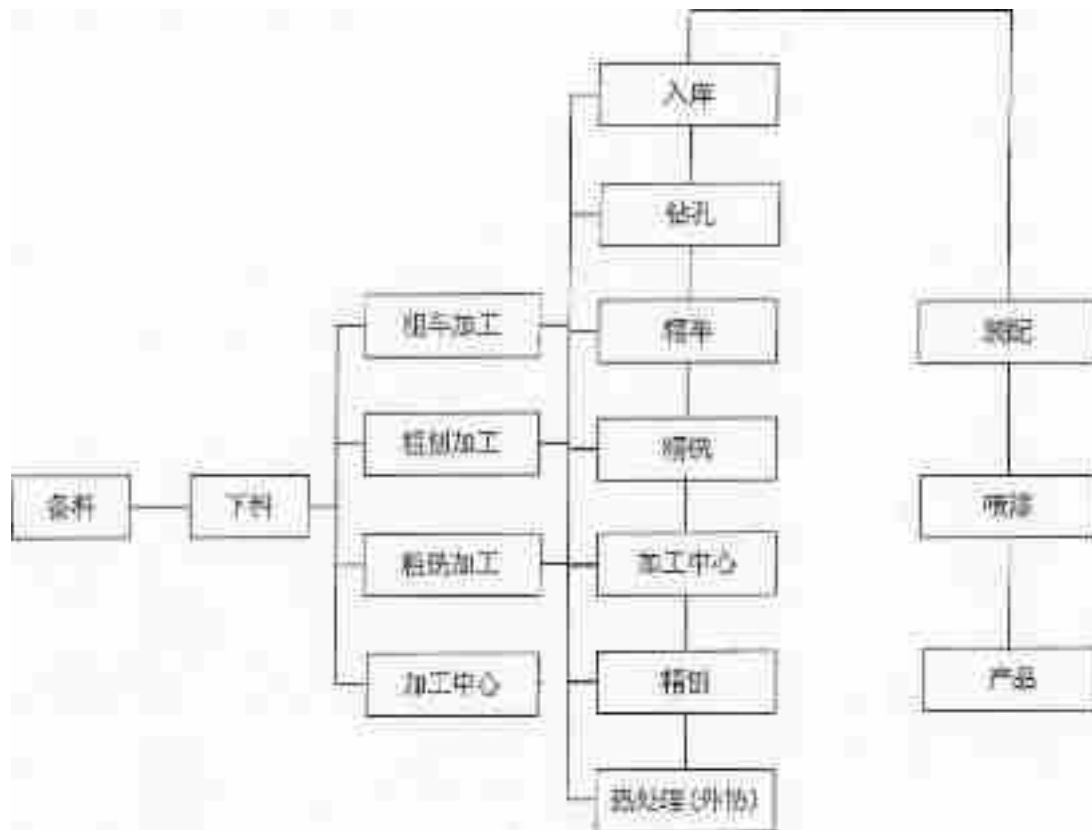 入库
钻孔
粗车加工
精车
装配
粗刨加工
精铣
备料
下料
喷漆
粗铣加工
加工中心
加工中心
精刨
产品
热处理(外协)